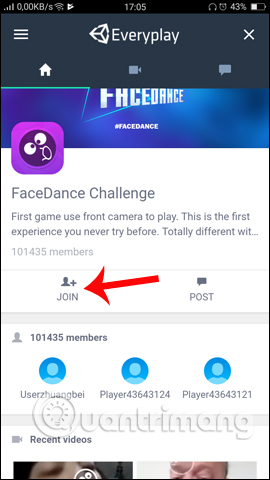 0,00KB/s
17:05
43%
Everyplay
FACEDANCE
#FACEDANCE
FaceDance Challenge
First game use front camera to play. This is the first
experience you never try before. Totally different wit...
101435 members
JOIN
POST
101435 members
Userzhuangbei
Player43643124
Player43643121
Quantrimang
Recent videos